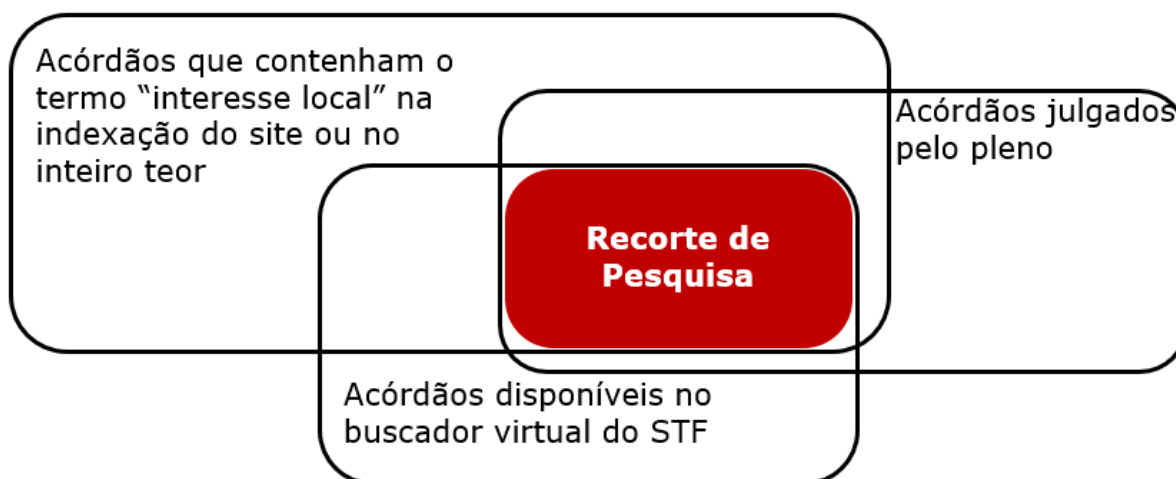 Acórdãos que contenham o
termo “interesse local” na
indexação do site ou no
inteiro teor
Acórdãos julgados
pelo pleno
Recorte de
Pesquisa
Acórdãos disponíveis no
buscador virtual do STF